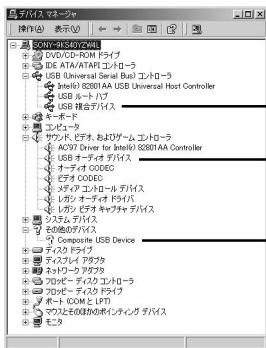 デバイス マネージャ
操作(A) 表示(V)
SONY-9KS40YZW4L
DVD/CD-ROM ドライブ
IDE ATA/ATAPI コントローラ
USB (Universal Serial Bus) コントローラ
Intel(r) 82801AA USB Universal Host Controller
USB ルート ハブ
USB 複合デバイス
キーボード
コンピュータ
サウンド、ビデオ、およびゲーム コントローラ
AC'97 Driver for Intel(r) 82801AA Controller
USB オーディオ デバイス
オーディオ CODEC
ビデオ CODEC
メディア コントロール デバイス
レガシ オーディオ ドライバ
レガシ ビデオ キャプチャ デバイス
システム デバイス
その他のデバイス
Composite USB Device
ディスク ドライブ
ディスプレイ アダプタ
ネットワーク アダプタ
フロッピー ディスク コントローラ
フロッピー ディスク ドライブ
ポート (COM と LPT)
マウスとそのほかのポインティング デバイス
モニタ